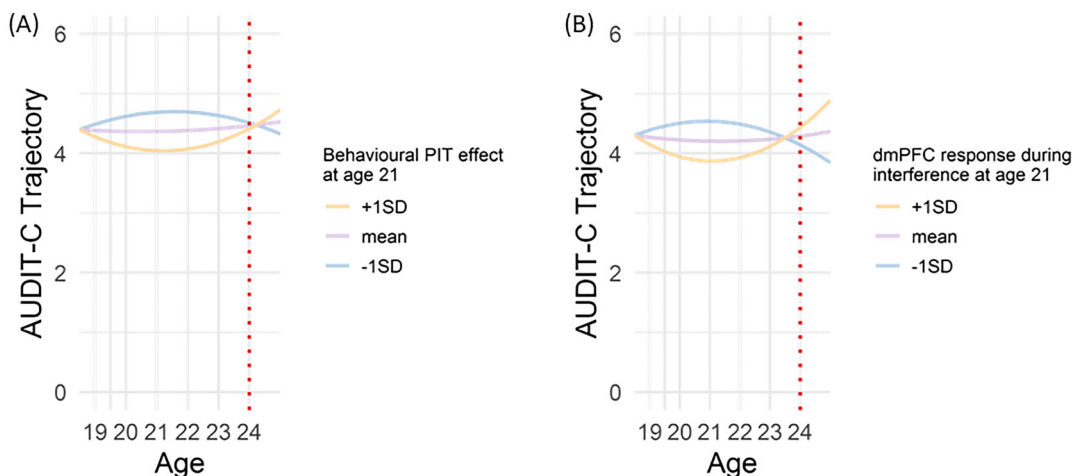 (A)
AUDIT-C Trajectory
6
4
2
0
19 20 21 22 23 24
Age
Behavioural PIT effect
at age 21
+1SD
mean
-1SD
(B)
AUDIT-C Trajectory
6
4
2
0
19 20 21 22 23 24
Age
dmPFC response during
interference at age 21
+1SD
mean
-1SD